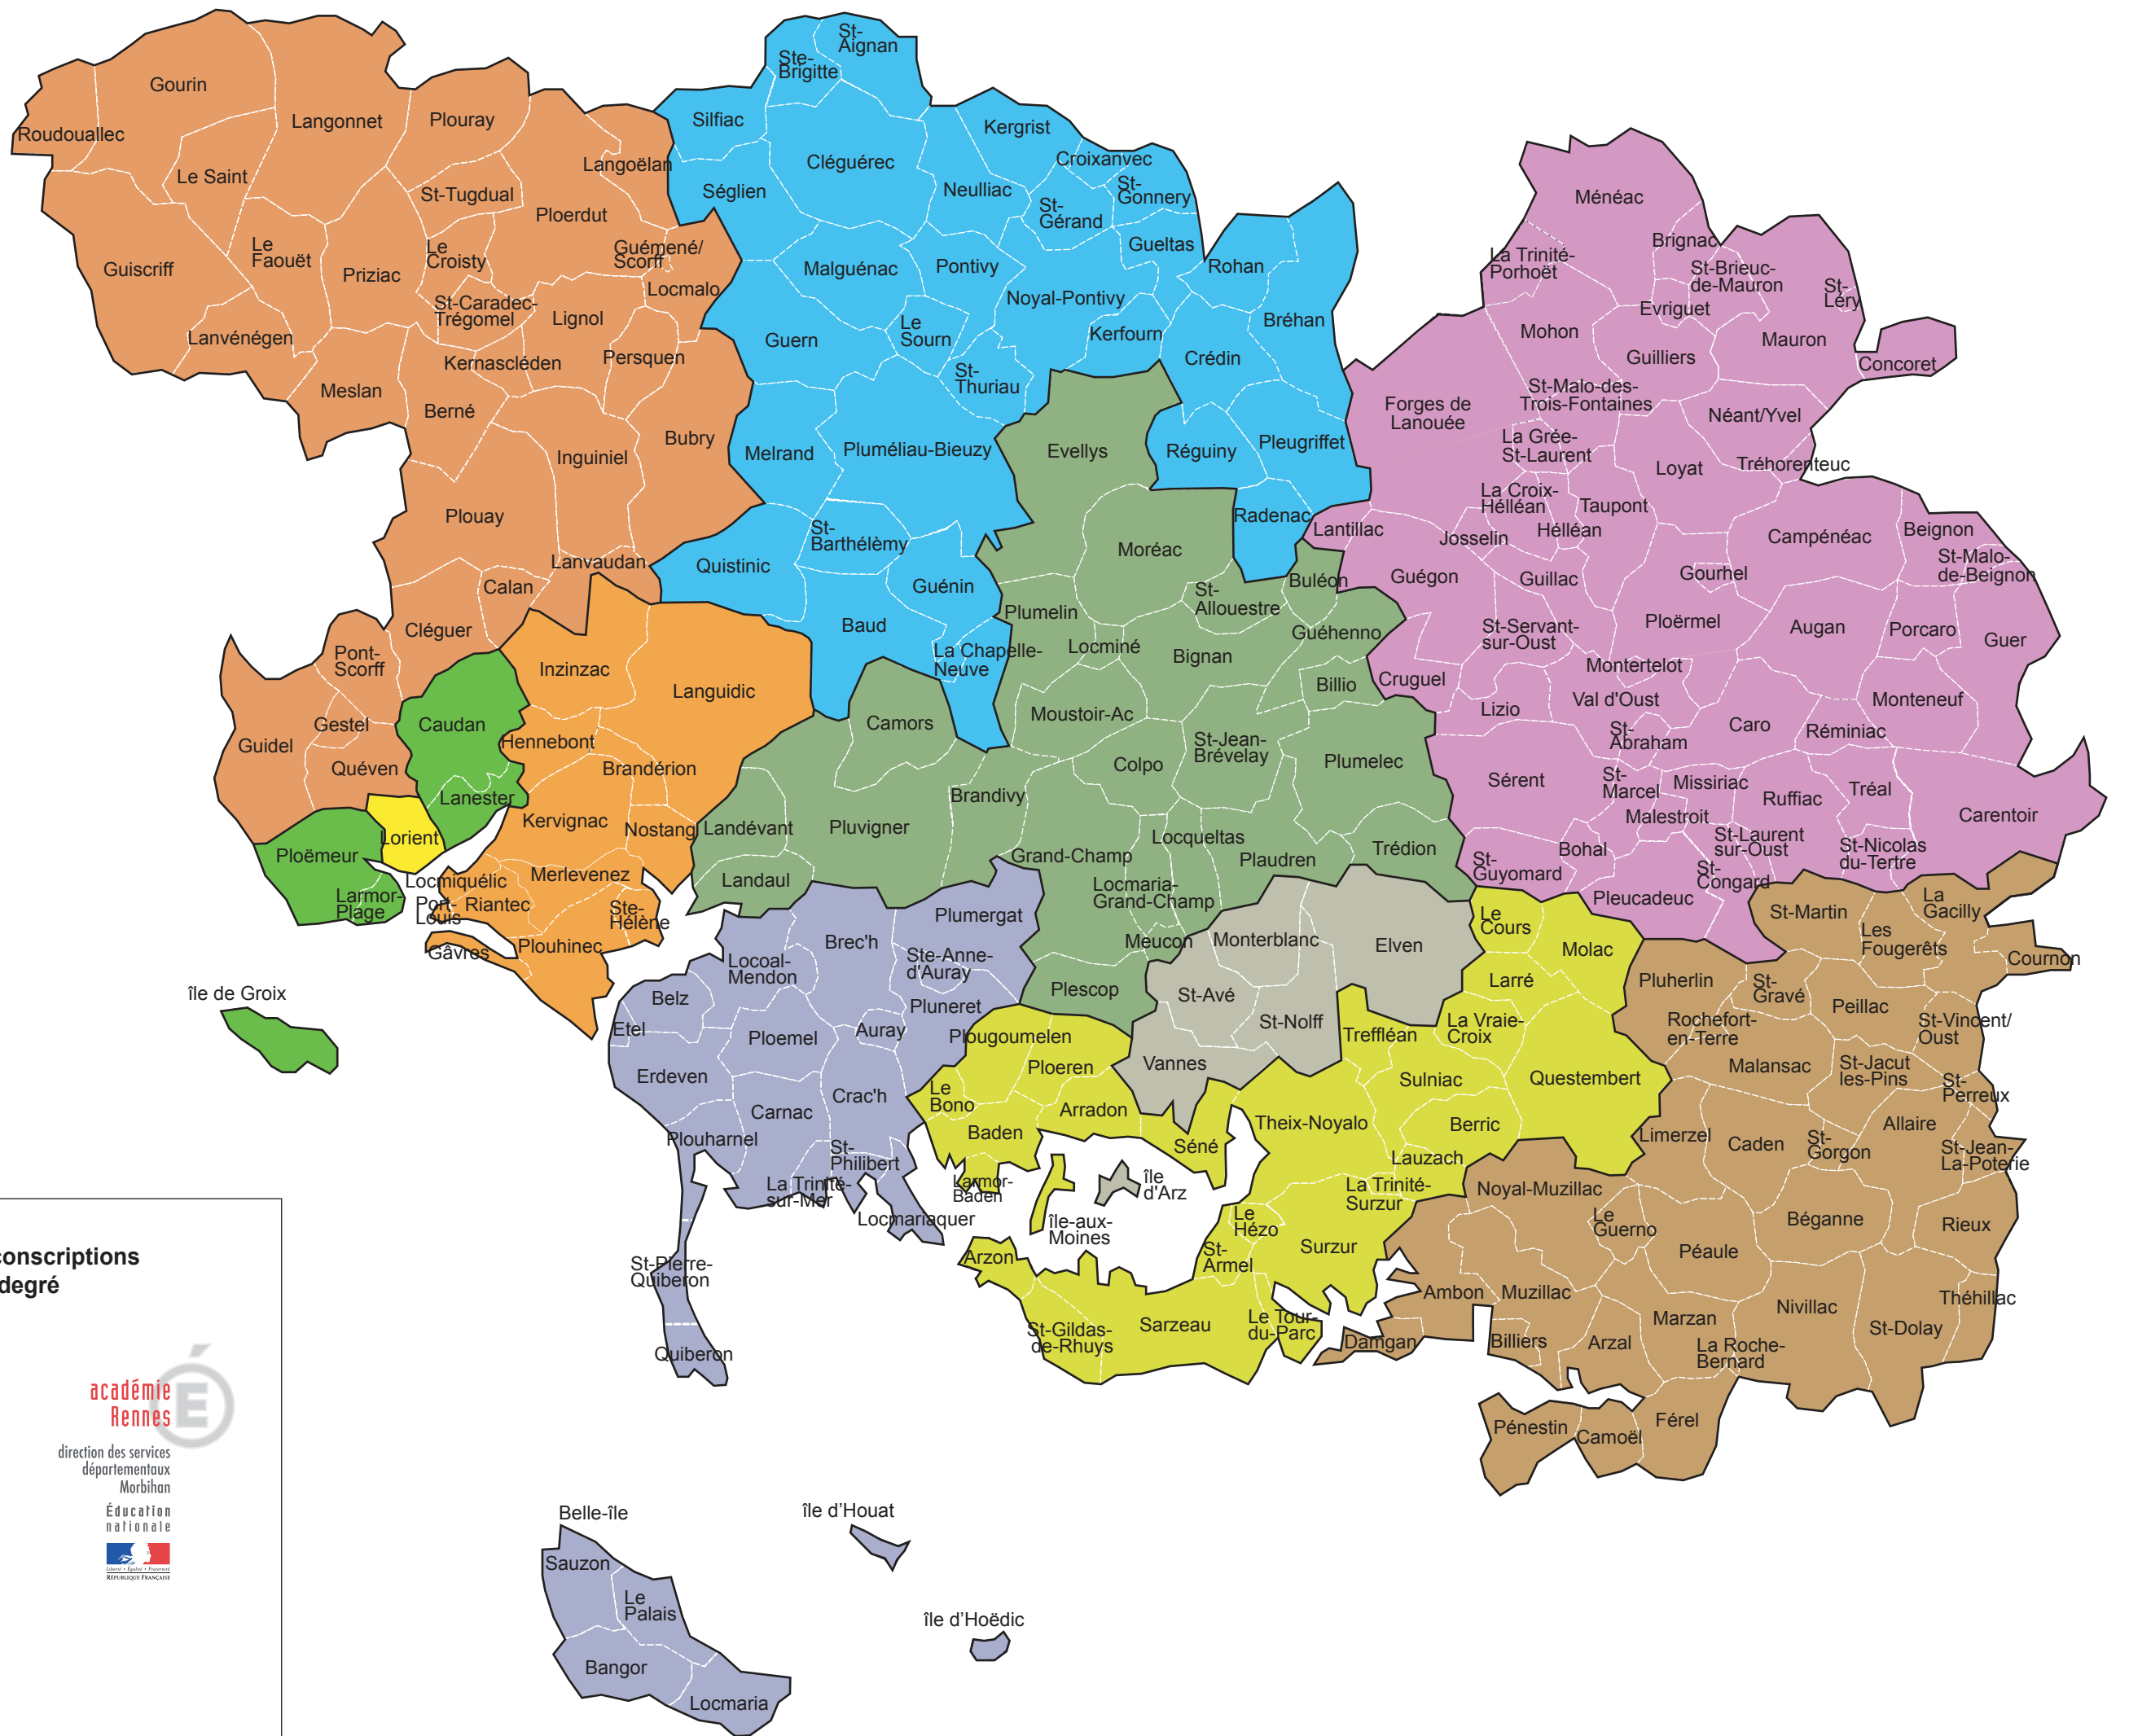 St-
Aignan
Ste-
Brigitte
Gourin
Langonnet
Plouray
Silfiac
Kergrist
Roudouallec
Le Saint
Langoëlan
Cléguérec
Croixanvec
Séglien
Neulliac
St-
Gonnery
St-Tugdual
Ploerdut
St-
Gérand
Ménéac
Guiscriff
Le
Faouët
Priziac
Le
Croisty
Guémené/
Scorff
Malguénac
Pontivy
Gueltas
Rohan
La Trinité-
Porhoët
Brignac
St-Brieuc-
de-Mauron
St-
Léry
Locmalo
St-Caradec-
Trégomel
Lignol
Noyal-Pontivy
Bréhan
Evriguet
Lanvénégen
Guern
Le
Sourn
Kerfourn
Crédin
Mohon
Guilliers
Mauron
Concoret
Kernascléden
Persquen
St-
Thuriau
Meslan
Berné
Forges de
Lanouée
St-Malo-des-
Trois-Fontaines
Néant/Yvel
Bubry
Melrand
Pluméliau-Bieuzy
Evellys
Réguiny
Pleugriffet
La Grée-
St-Laurent
Inguiniel
Loyat
Tréhorenteuc
Plouay
La Croix-
Hélléan
Taupont
Radenac
Lantillac
Josselin
Hélléan
Campénéac
Beignon
St-
Barthélèmy
Moréac
St-Malo-
de-Beignon
Lanvaudan
Quistinic
Calan
Guénin
Buléon
Guégon
Guillac
Gourhel
St-
Allouestre
Plumelin
Cléguer
Baud
Guéhenno
St-Servant-
sur-Oust
Ploërmel
Augan
Porcaro
Guer
Locminé
Bignan
La Chapelle-
Neuve
Pont-
Scorff
Inzinzac
Languidic
Montertelot
Billio
Cruguel
Lizio
Val d'Oust
Monteneuf
Gestel
Caudan
Camors
Moustoir-Ac
St-
Abraham
Caro
Réminiac
Guidel
Hennebont
St-Jean-
Brévelay
Quéven
Brandérion
Colpo
Plumelec
Sérent
St-
Marcel
Missiriac
Ruffiac
Tréal
Lanester
Brandivy
Malestroit
Carentoir
Lorient
Kervignac
Nostang
Landévant
Pluvigner
Locqueltas
St-Laurent
sur-Oust
St-Nicolas
du-Tertre
Ploëmeur
Grand-Champ
Plaudren
Trédion
St-
Guyomard
Bohal
Locmiquélic
Merlevenez
Landaul
Locmaria-
Grand-Champ
St-
Congard
Pleucadeuc
Larmor-
Plage
Port-
Louis
Riantec
Ste-
Hélène
Plumergat
Le
Cours
St-Martin
La
Gacilly
Gâvres
Plouhinec
Brec'h
Meucon
Monterblanc
Elven
Molac
Les
Fougerêts
Cournon
Locoal-
Mendon
Ste-Anne-
d'Auray
île de Groix
Belz
Plescop
St-Avé
Larré
Pluherlin
St-
Gravé
Peillac
Pluneret
Etel
Ploemel
Auray
Plougoumelen
St-Nolff
Treffléan
La Vraie-
Croix
Rochefort-
en-Terre
St-Vincent/
Oust
Erdeven
Ploeren
Vannes
Sulniac
Questembert
Malansac
St-Jacut
les-Pins
St-
Perreux
Le
Bono
Crac'h
Carnac
Arradon
Theix-Noyalo
Berric
Limerzel
Caden
St-
Gorgon
Allaire
Plouharnel
Baden
Séné
St-
Philibert
Lauzach
St-Jean-
La-Poterie
La Trinité-
sur-Mer
Larmor-
Baden
île
d'Arz
La Trinité-
Surzur
Noyal-Muzillac
Locmariaquer
île-aux-
Moines
Le
Hézo
Le
Guerno
Béganne
Rieux
Surzur
Péaule
conscriptions
degré
St-Pierre-
Quiberon
Arzon
St-
Armel
Ambon
Muzillac
Nivillac
Théhillac
St-Gildas-
de-Rhuys
Sarzeau
Le Tour-
du-Parc
Marzan
St-Dolay
Quiberon
Damgan
Billiers
Arzal
La Roche-
Bernard
académie
Rennes
É
Pénestin
Camoël
Férel
direction des services
départementaux
Morbihan
Éducation
nationale
Liberté • Égalité • Fraternité
RÉPUBLIQUE FRANÇAISE
Belle-île
île d'Houat
Sauzon
Le
Palais
île d'Hoëdic
Bangor
Locmaria